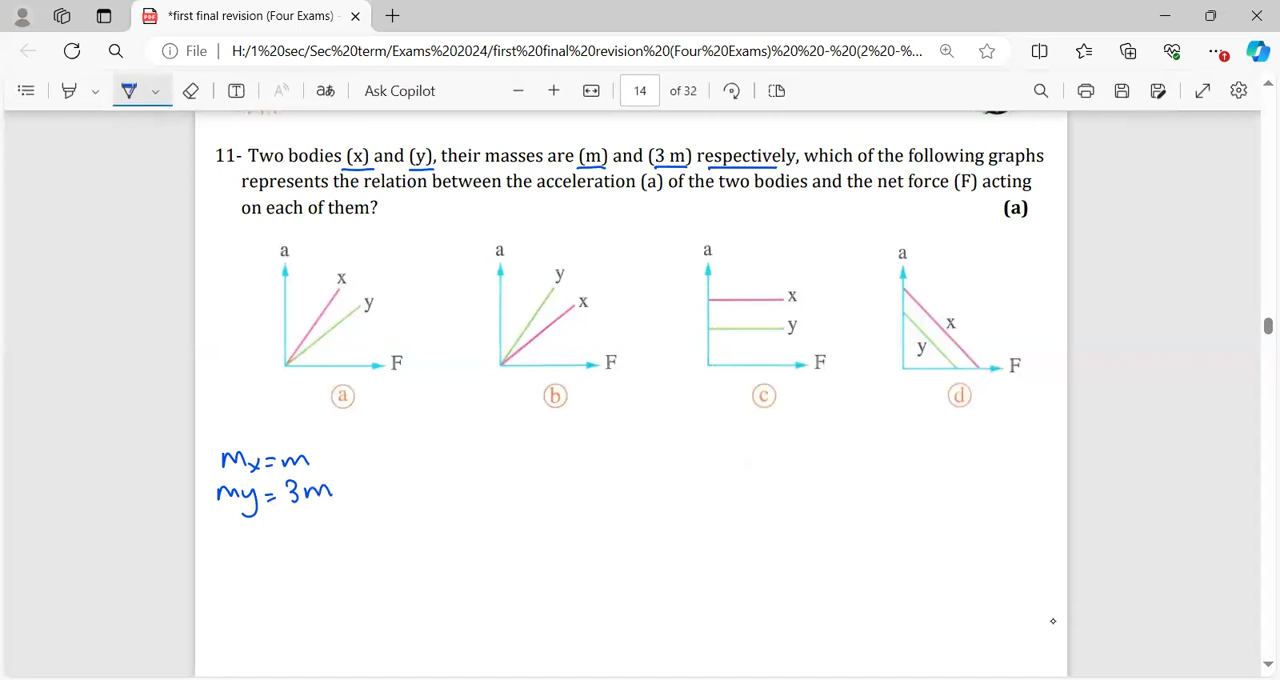 *first final revision (Four Exams) -
File
H:/1%20sec/Sec%20term/Exams%202024/first%20final%20revision%20(Four%20Exams)%20%20-%20(2%20-%...
aあ
Ask Copilot
14
of 32
11- Two bodies (x) and (y), their masses are (m) and (3 m) respectively, which of the following graphs
represents the relation between the acceleration (a) of the two bodies and the net force (F) acting
on each of them?
(a)
a
x
y
F
a
a
y
x
F
b
a
x
y
F
c
a
x
y
F
d
mx = m
my = 3m